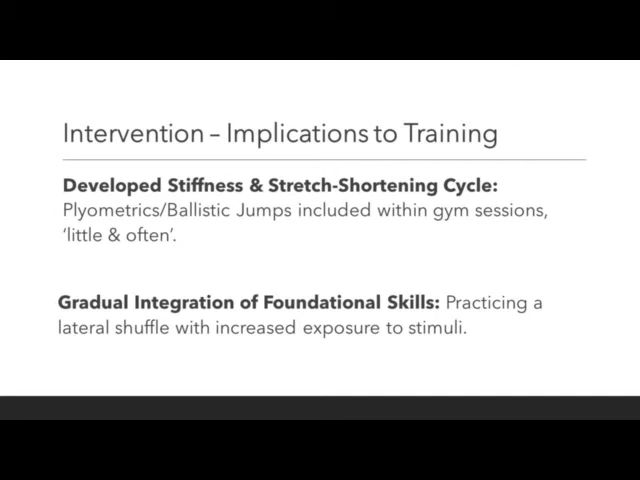 Intervention – Implications to Training
Developed Stiffness & Stretch-Shortening Cycle:
Plyometrics/Ballistic Jumps included within gym sessions,
‘little & often’.
Gradual Integration of Foundational Skills: Practicing a
lateral shuffle with increased exposure to stimuli.